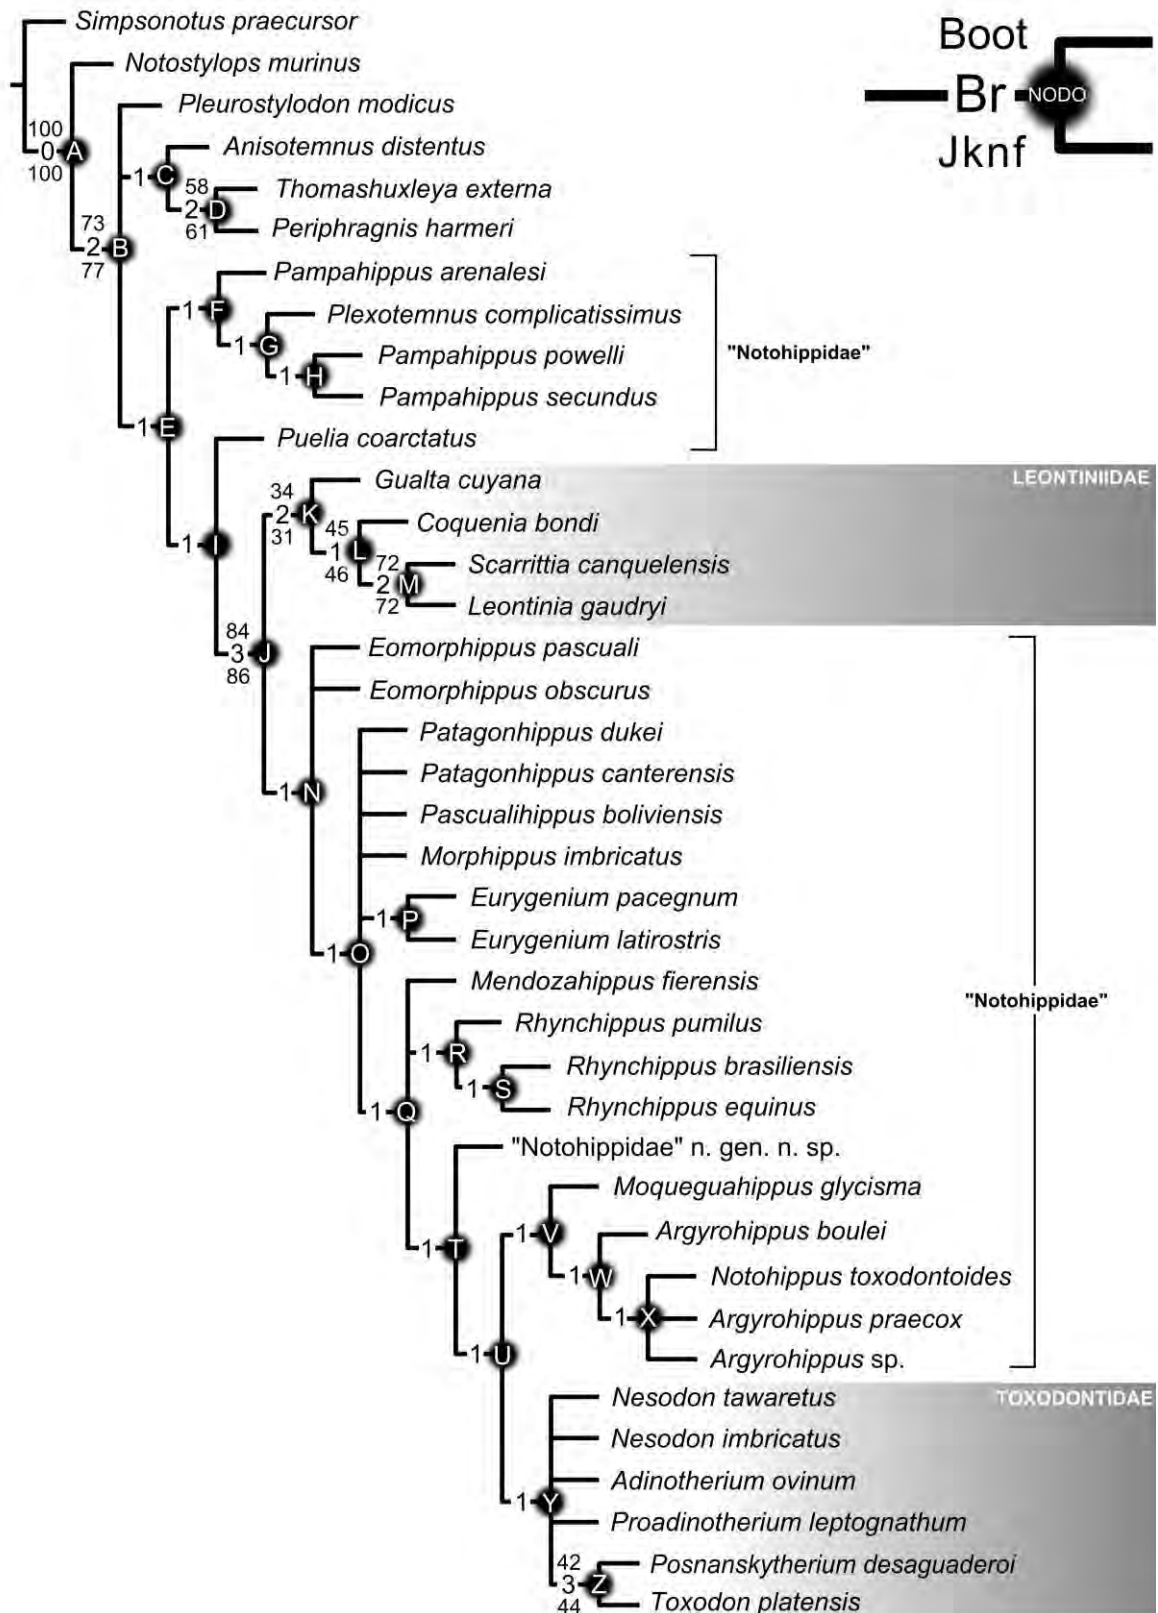 Simpsonotus praecursor
Boot
Br
NODO
Jknf
Notostylops murinus
Pleurostylodon modicus
100
0 A
100
Anisotemnus distentus
1 C
58
Thomashuxleya externa
2 D
61
Periphragnis harmeri
73
2 B
77
Pampahippus arenalesi
1 F
Plexotemnus complicatissimus
1 G
"Notohippidae"
Pampahippus powelli
1 H
Pampahippus secundus
1 E
Puelia coarctatus
LEONTINIIDAE
Gualta cuyana
34
2 K
31
45
Coquenia bondi
1 L
46
1 I
72
Scarrittia canquelensis
2 M
72
Leontinia gaudryi
84
3 J
86
Eomorphippus pascuali
Eomorphippus obscurus
Patagonhippus dukei
Patagonhippus canterensis
1 N
Pascualihippus boliviensis
Morphippus imbricatus
Eurygenium pacegnum
1 P
Eurygenium latirostris
1 O
Mendozahippus fierensis
"Notohippidae"
Rhynchippus pumilus
1 R
Rhynchippus brasiliensis
1 S
Rhynchippus equinus
1 Q
"Notohippidae" n. gen. n. sp.
Moqueguahippus glycisma
1 V
Argyrohippus boulei
1 T
1 W
Notohippus toxodontoides
1 X
Argyrohippus praecox
1 U
Argyrohippus sp.
Nesodon tawaretus
TOXODONTIDAE
Nesodon imbricatus
Adinotherium ovinum
1 Y
Proadinotherium leptognathum
42
Posnanskytherium desaguaderoi
3 Z
44
Toxodon platensis